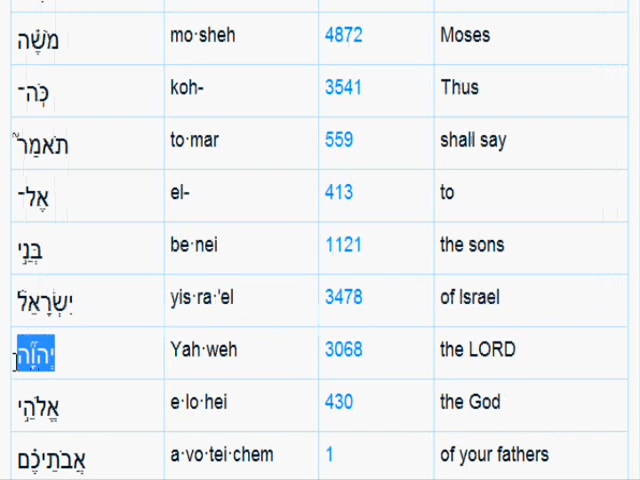 מֹשֶׁ֗ה mo·sheh 4872 Moses
כֹּֽה־ koh- 3541 Thus
תֹאמַר֮ to·mar 559 shall say
אֶל־ el- 413 to
בְּנֵ֣י be·nei 1121 the sons
יִשְׂרָאֵל֒ yis·ra·'el 3478 of Israel
יְהוָ֞ה Yah·weh 3068 the LORD
אֱלֹהֵ֣י e·lo·hei 430 the God
אֲבֹתֵיכֶ֗ם a·vo·tei·chem 1 of your fathers